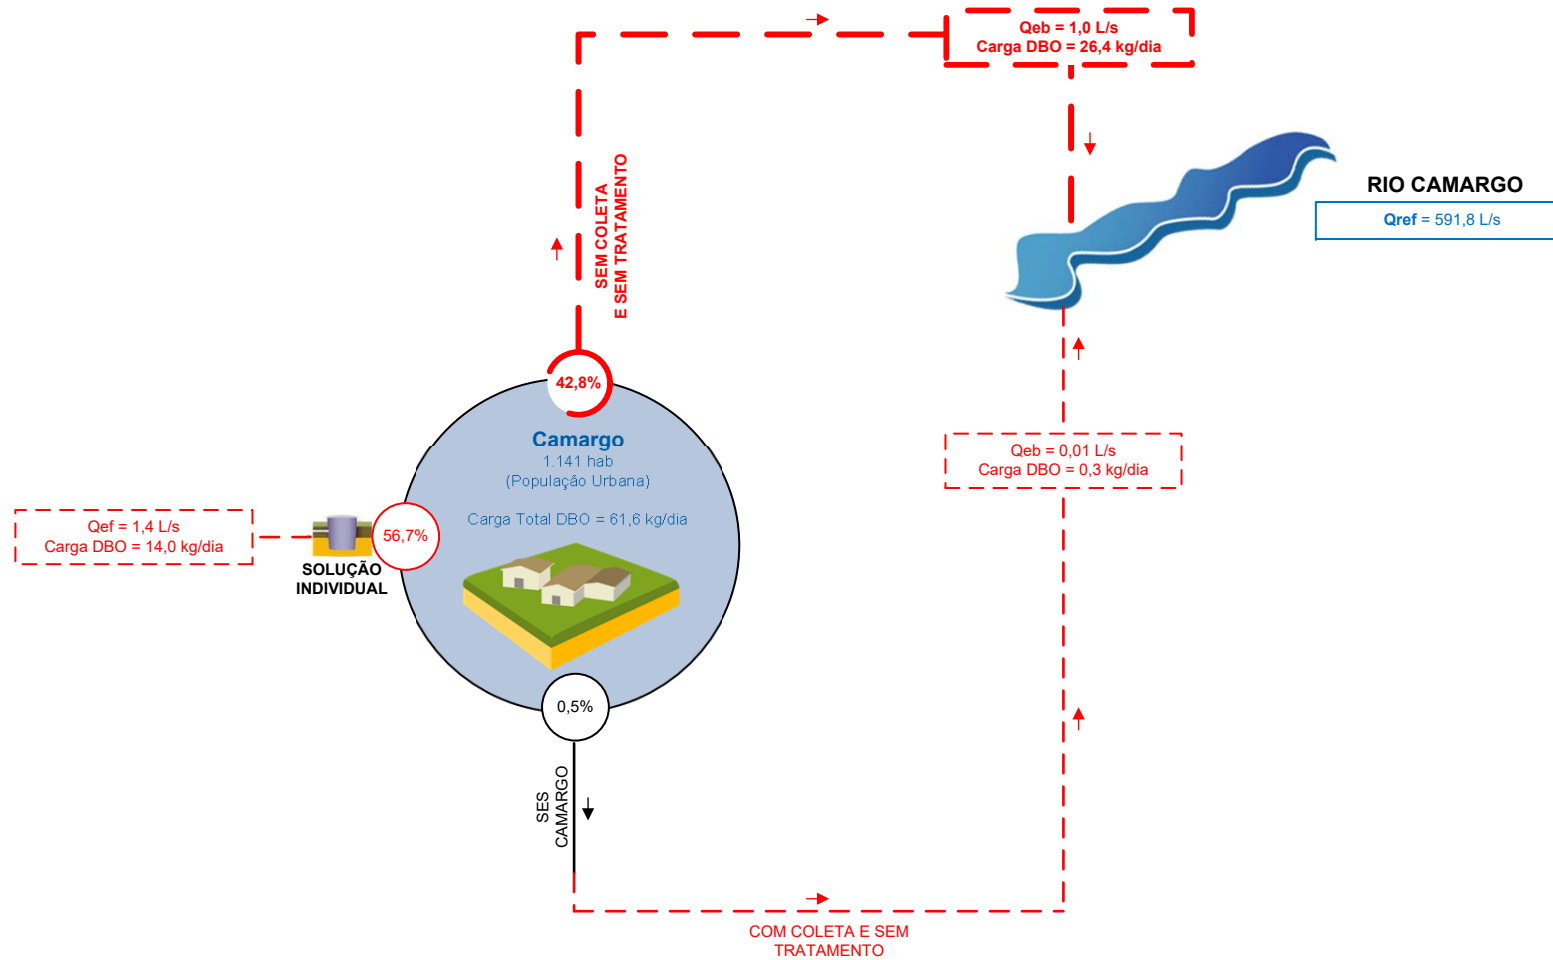 Qeb = 1,0 L/s
Carga DBO = 26,4 kg/dia
SEM COLETA
E SEM TRATAMENTO
RIO CAMARGO
Qref = 591,8 L/s
42,8%
Camargo
1.141 hab
(População Urbana)
Carga Total DBO = 61,6 kg/dia
Qeb = 0,01 L/s
Carga DBO = 0,3 kg/dia
Qef = 1,4 L/s
Carga DBO = 14,0 kg/dia
56,7%
SOLUÇÃO
INDIVIDUAL
0,5%
SES
CAMARGO
COM COLETA E SEM
TRATAMENTO